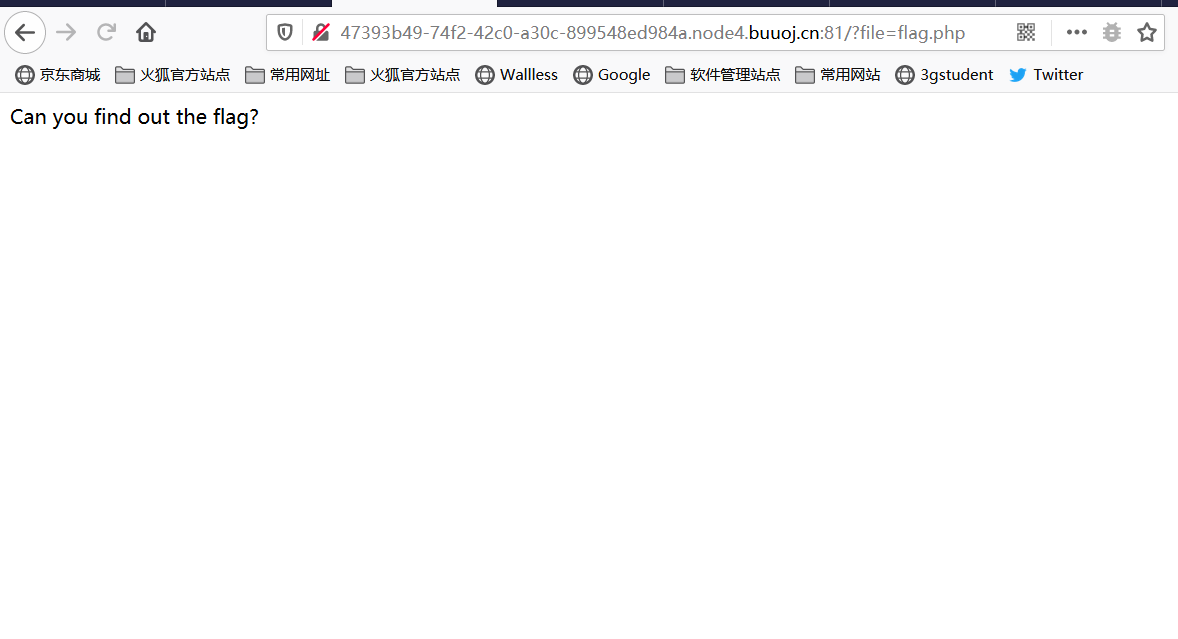 47393b49-74f2-42c0-a30c-899548ed984a.node4.buuoj.cn:81/?file=flag.php
京东商城 火狐官方站点 常用网址 火狐官方站点 Wallless Google 软件管理站点 常用网站 3gstudent Twitter
Can you find out the flag?